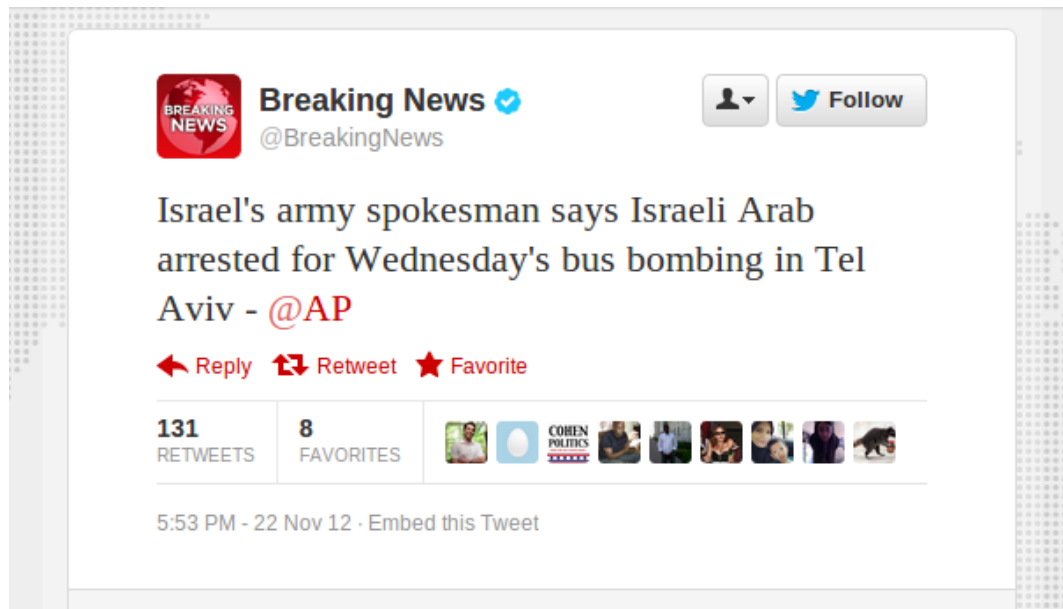 BREAKING
NEWS
Breaking News
@BreakingNews
Follow
Israel's army spokesman says Israeli Arab
arrested for Wednesday's bus bombing in Tel
Aviv - @AP
Reply Retweet Favorite
131 RETWEETS
8 FAVORITES
COHEN
POLITICS
5:53 PM - 22 Nov 12 · Embed this Tweet